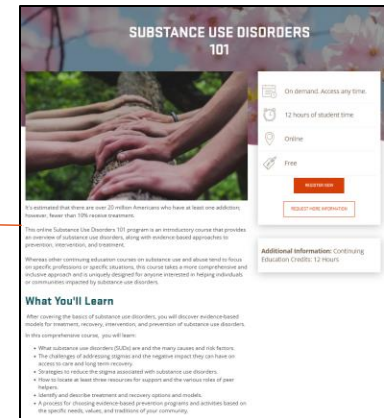 SUBSTANCE USE DISORDERS
101
On demand. Access any time.
12 hours of student time
Online
Free
REGISTER NOW
REQUEST MORE INFORMATION
Additional Information: Continuing
Education Credits: 12 Hours
It's estimated that there are over 20 million Americans who have at least one addiction;
however, fewer than 10% receive treatment.
This online Substance Use Disorders 101 program is an introductory course that provides
an overview of substance use disorders, along with evidence based approaches to
prevention, intervention, and treatment.
Whereas other continuing education courses on substance use and abuse tend to focus
on specific professions or specific situations, this course takes a more comprehensive and
inclusive approach and is uniquely designed for anyone interested in helping individuals
or communities impacted by substance use disorders.
What You'll Learn
After covering the basics of substance use disorders, you will discover evidence-based
models for treatment, recovery, intervention, and prevention of substance use disorders.
In this comprehensive course, you will learn:
• What substance use disorders (SUDs) are and the many causes and risk factors.
• The challenges of addressing stigmas and the negative impact they can have on
access to care and long-term recovery.
• Strategies to reduce the stigma associated with substance use disorders.
• How to locate at least three resources for support and the various roles of peer
helpers.
• Identify and describe treatment and recovery options and models.
• A process for choosing evidence-based prevention programs and activities based on
the specific needs, values, and traditions of your community.